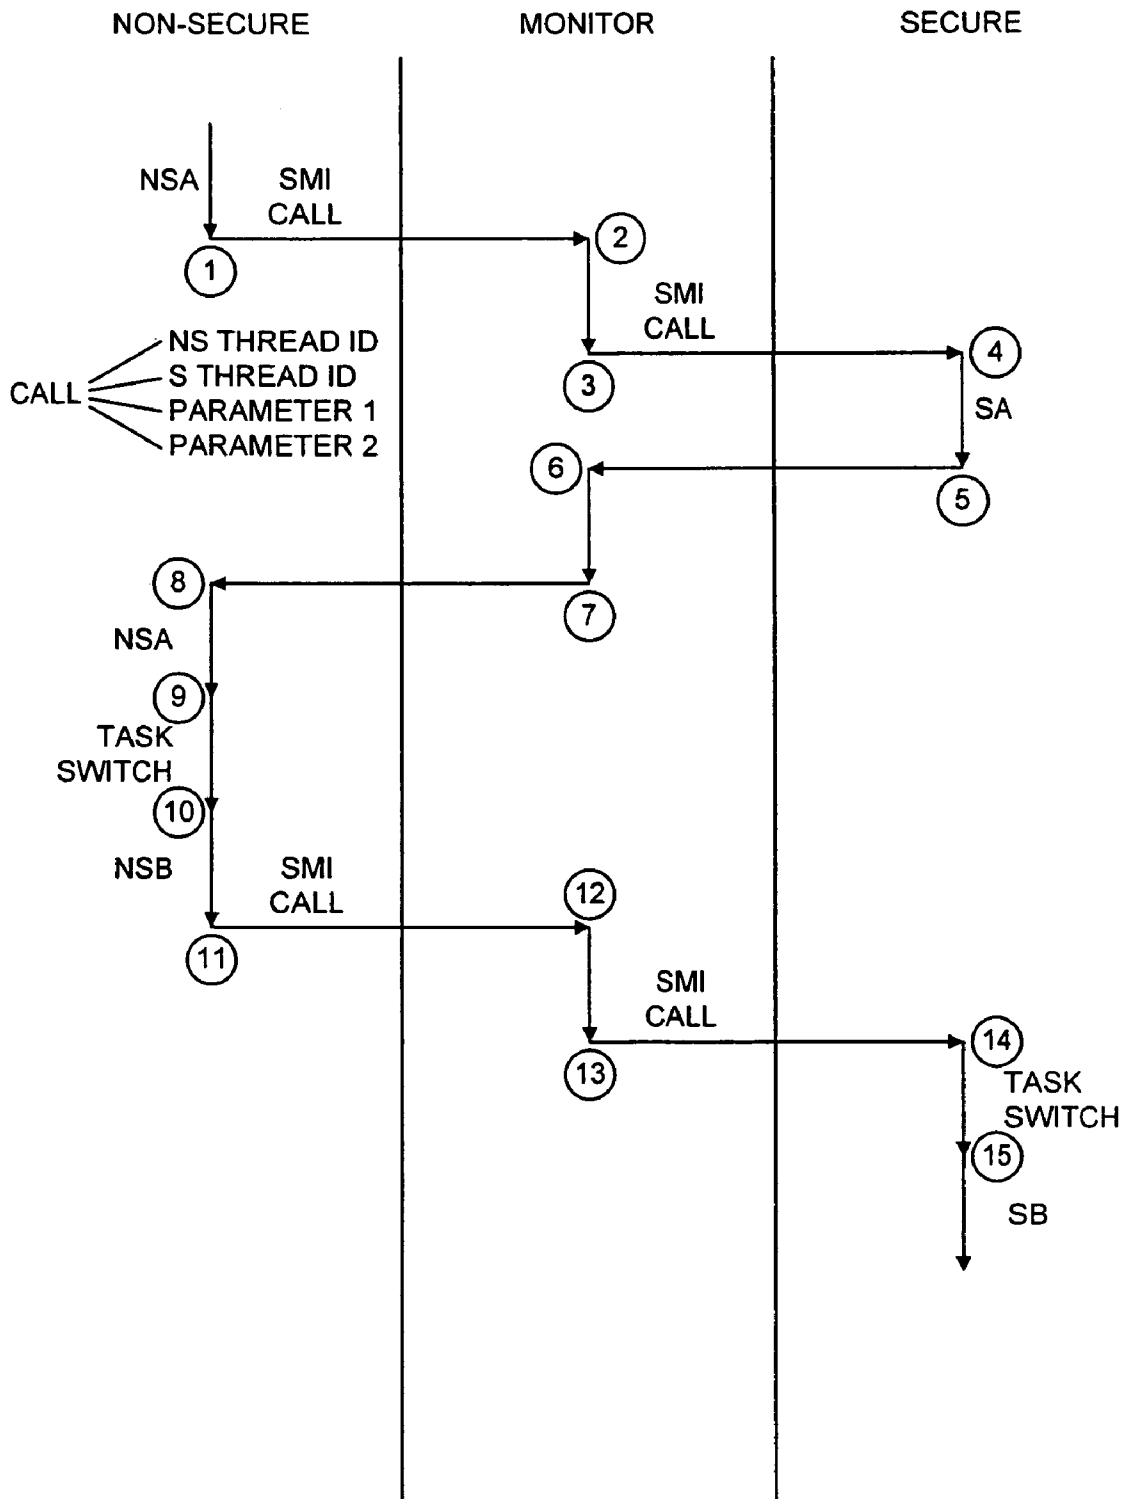 NON-SECURE MONITOR SECURE
NSA
SMI
CALL
1
2
SMI
CALL
3
4
SA
CALL
NS THREAD ID
S THREAD ID
PARAMETER 1
PARAMETER 2
6
5
8
7
NSA
9
TASK
SWITCH
10
NSB
SMI
CALL
12
11
SMI
CALL
13
14
TASK
SWITCH
15
SB